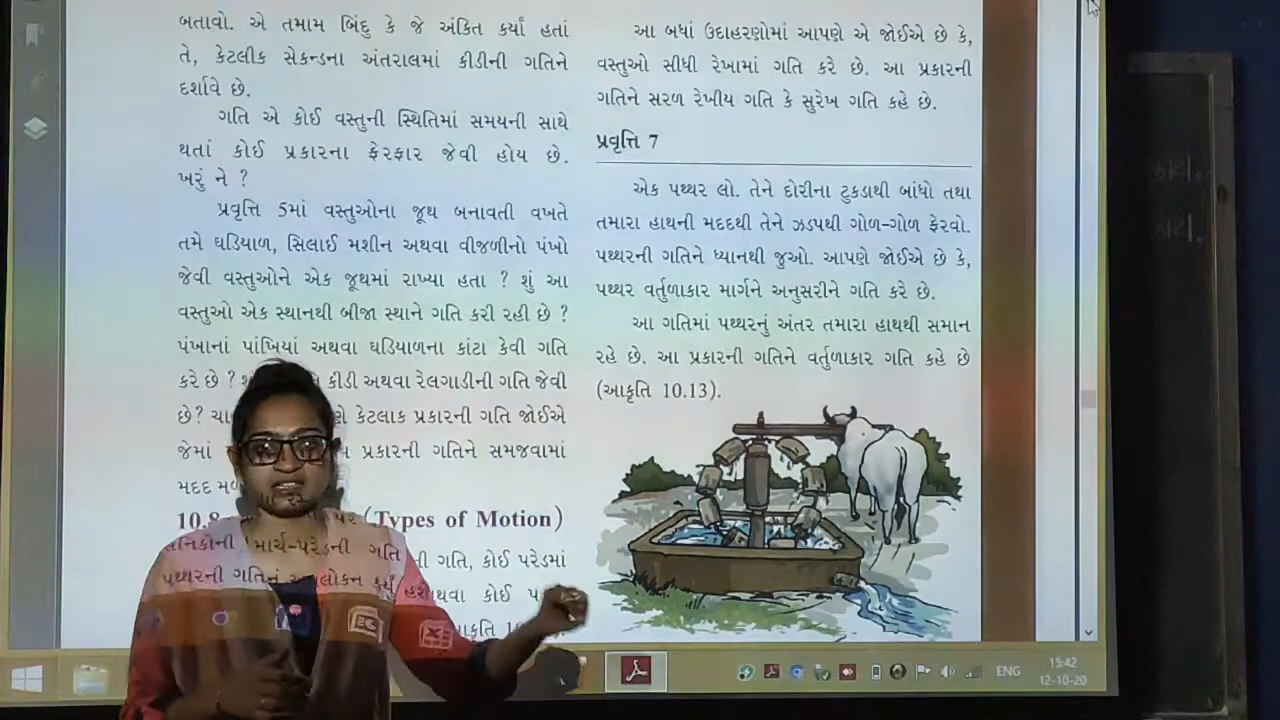 બતાવો. એ તમામ બિંદુ કે જે અંકિત કર્યાં હતાં
તે, કેટલીક સેકન્ડના અંતરાલમાં કીડીની ગતિને
દર્શાવે છે.
ગતિ એ કોઈ વસ્તુની સ્થિતિમાં સમયની સાથે
થતાં કોઈ પ્રકારના ફેરફાર જેવી હોય છે.
ખરું ને ?
પ્રવૃત્તિ 5માં વસ્તુઓના જૂથ બનાવતી વખતે
તમે ઘડિયાળ, સિલાઈ મશીન અથવા વીજળીનો પંખો
જેવી વસ્તુઓને એક જૂથમાં રાખ્યા હતા ? શું આ
વસ્તુઓ એક સ્થાનથી બીજા સ્થાને ગતિ કરી રહી છે ?
પંખાનાં પાંખિયાં અથવા ઘડિયાળના કાંટા કેવી ગતિ
કરે છે ? કીડી અથવા રેલગાડીની ગતિ જેવી
છે? કેટલાક પ્રકારની ગતિ જોઈએ
જેમાં પ્રકારની ગતિને સમજવામાં
મદદ
10.8 (Types of Motion)
માર્ચ-પરેડની ગતિ ગતિ, કોઈ પરેડમાં
પથ્થરની ગતિનું કોઈ
આ બધાં ઉદાહરણોમાં આપણે એ જોઈએ છે કે,
વસ્તુઓ સીધી રેખામાં ગતિ કરે છે. આ પ્રકારની
ગતિને સરળ રેખીય ગતિ કે સુરેખ ગતિ કહે છે.
પ્રવૃત્તિ 7
એક પથ્થર લો. તેને દોરીના ટુકડાથી બાંધો તથા
તમારા હાથની મદદથી તેને ઝડપથી ગોળ-ગોળ ફેરવો.
પથ્થરની ગતિને ધ્યાનથી જુઓ. આપણે જોઈએ છે કે,
પથ્થર વર્તુળાકાર માર્ગને અનુસરીને ગતિ કરે છે.
આ ગતિમાં પથ્થરનું અંતર તમારા હાથથી સમાન
રહે છે. આ પ્રકારની ગતિને વર્તુળાકાર ગતિ કહે છે
(આકૃતિ 10.13).
ENG
15:42
12-10-20